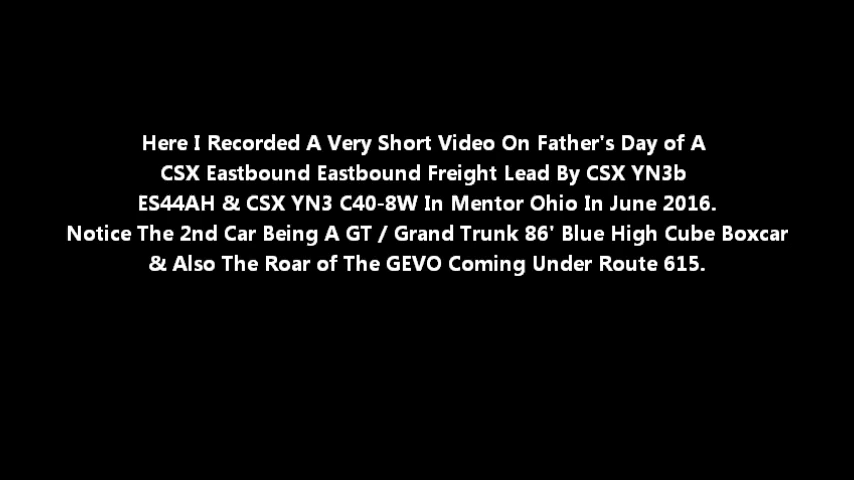 Here I Recorded A Very Short Video On Father's Day of A
CSX Eastbound Eastbound Freight Lead By CSX YN3b
ES44AH & CSX YN3 C40-8W In Mentor Ohio In June 2016.
Notice The 2nd Car Being A GT / Grand Trunk 86' Blue High Cube Boxcar
& Also The Roar of The GEVO Coming Under Route 615.